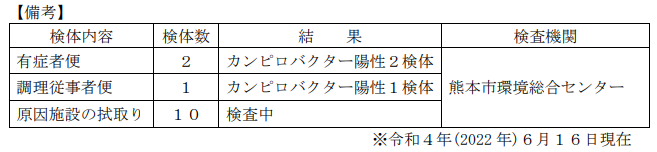 【備考】
検体内容 検体数 結　　果 検査機関
有症者便 ２ カンピロバクター陽性２検体
調理従事者便 １ カンピロバクター陽性１検体 熊本市環境総合センター
原因施設の拭取り １０ 検査中
※令和４年(2022 年)６月１６日現在